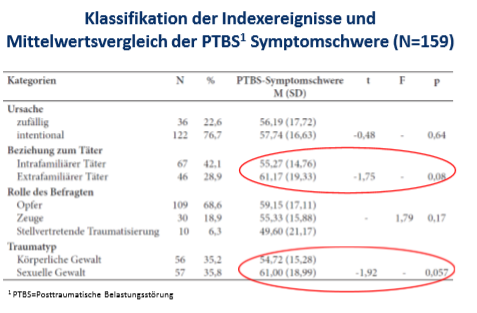 Klassifikation der Indexereignisse und
Mittelwertsvergleich der PTBS¹ Symptomschwere (N=159)
Kategorien N % PTBS-Symptomschwere t F p
M (SD)
Ursache
zufällig 36 22,6 56,19 (17,72)
intentional 122 76,7 57,74 (16,63) -0,48 - 0,64
Beziehung zum Täter
Intrafamiliärer Täter 67 42,1 55,27 (14,76)
Extrafamiliärer Täter 46 28,9 61,17 (19,33) -1,75 - 0,08
Rolle des Befragten
Opfer 109 68,6 59,15 (17,11)
Zeuge 30 18,9 55,33 (15,88) - 1,79 0,17
Stellvertretende Traumatisierung 10 6,3 49,60 (21,17)
Traumatyp
Körperliche Gewalt 56 35,2 54,72 (15,28)
Sexuelle Gewalt 57 35,8 61,00 (18,99) -1,92 - 0,057
¹ PTBS=Posttraumatische Belastungsstörung